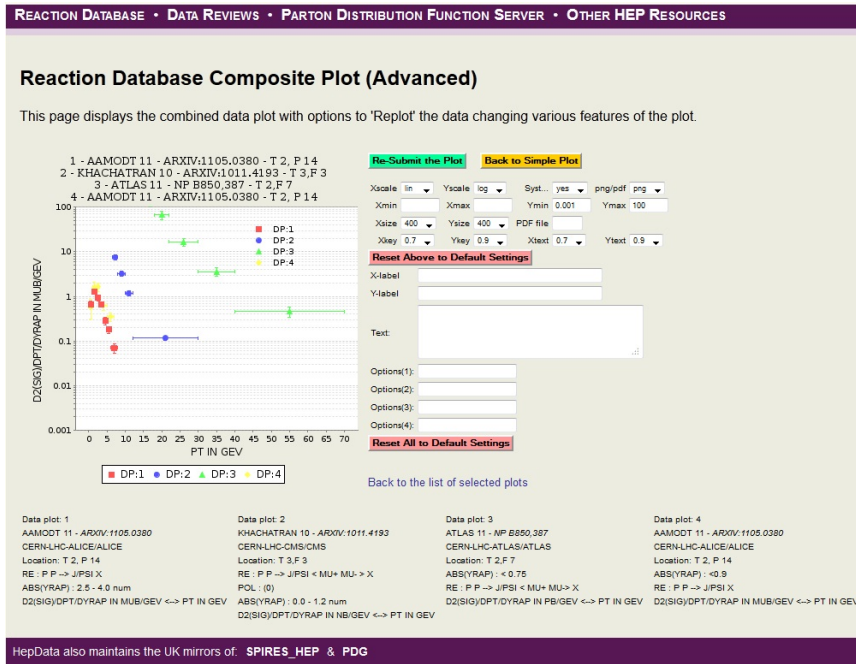 REACTION DATABASE • DATA REVIEWS • PARTON DISTRIBUTION FUNCTION SERVER • OTHER HEP RESOURCES
Reaction Database Composite Plot (Advanced)
This page displays the combined data plot with options to 'Replot' the data changing various features of the plot.
1 - AAMODT 11 - ARXIV:1105.0380 - T 2, P 14
2 - KHACHATRAN 10 - ARXIV:1011.4193 - T 3,F 3
3 - ATLAS 11 - NP B850,387 - T 2,F 7
4 - AAMODT 11 - ARXIV:1105.0380 - T 2, P 14
100
10
1
0.1
0.01
0.001
D2(SIG)/DPT/DYRAP IN MUB/GEV
DP:1
DP:2
DP:3
DP:4
0 5 10 15 20 25 30 35 40 45 50 55 60 65 70
PT IN GEV
DP:1 DP:2 DP:3 DP:4
Re-Submit the Plot Back to Simple Plot
Xscale lin Yscale log Syst... yes png/pdf png
Xmin Xmax Ymin 0.001 Ymax 100
Xsize 400 Ysize 400 PDF file
Xkey 0.7 Ykey 0.9 Xtext 0.7 Ytext 0.9
Reset Above to Default Settings
X-label
Y-label
Text:
Options(1):
Options(2):
Options(3):
Options(4):
Reset All to Default Settings
Back to the list of selected plots
Data plot: 1
AAMODT 11 - ARXIV:1105.0380
CERN-LHC-ALICE/ALICE
Location: T 2, P 14
RE : P P --> J/PSI X
ABS(YRAP) : 2.5 - 4.0 num
D2(SIG)/DPT/DYRAP IN MUB/GEV <--> PT IN GEV
Data plot: 2
KHACHATRAN 10 - ARXIV:1011.4193
CERN-LHC-CMS/CMS
Location: T 3,F 3
RE : P P --> J/PSI < MU+ MU- > X
POL : (0)
ABS(YRAP) : 0.0 - 1.2 num
D2(SIG)/DPT/DYRAP IN NB/GEV <--> PT IN GEV
Data plot: 3
ATLAS 11 - NP B850,387
CERN-LHC-ATLAS/ATLAS
Location: T 2,F 7
ABS(YRAP) : < 0.75
RE : P P --> J/PSI < MU+ MU-> X
D2(SIG)/DPT/DYRAP IN PB/GEV <--> PT IN GEV
Data plot: 4
AAMODT 11 - ARXIV:1105.0380
CERN-LHC-ALICE/ALICE
Location: T 2, P 14
ABS(YRAP) : <0.9
RE : P P --> J/PSI X
D2(SIG)/DPT/DYRAP IN MUB/GEV <--> PT IN GEV
HepData also maintains the UK mirrors of: SPIRES_HEP & PDG